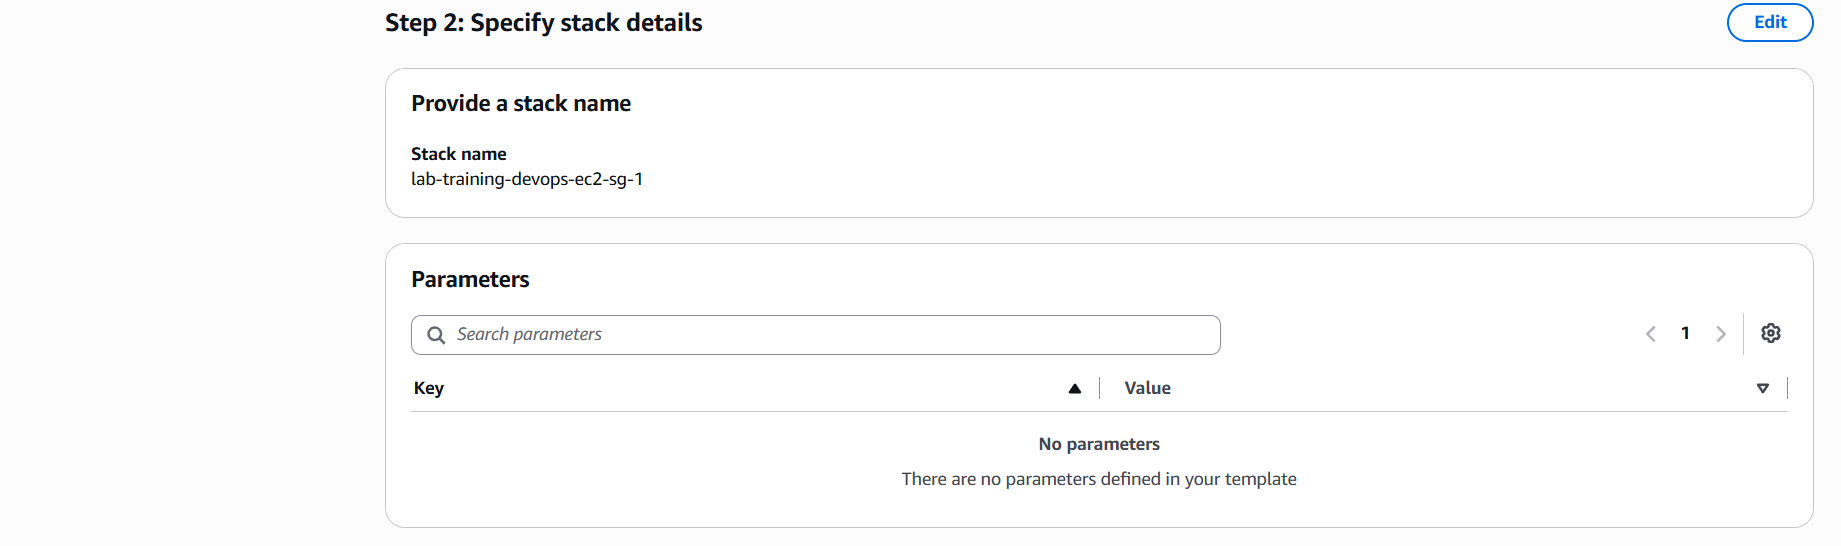 Step 2: Specify stack details
Edit
Provide a stack name
Stack name
lab-training-devops-ec2-sg-1
Parameters
Search parameters
1
Key
Value
No parameters
There are no parameters defined in your template